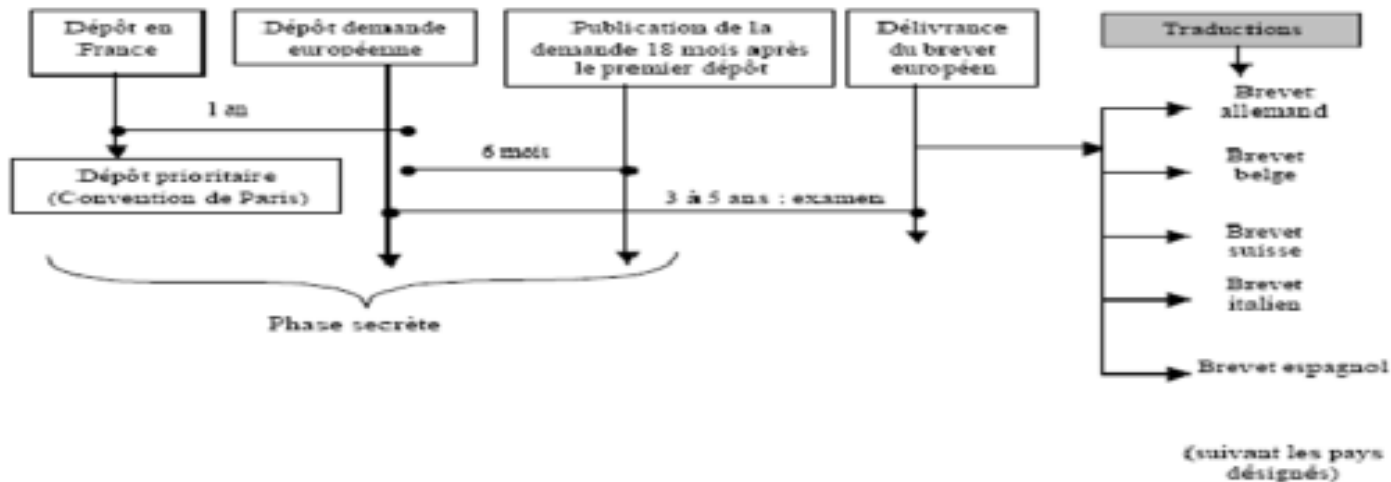 Dépôt en
France
Dépôt demande
européenne
Publication de la
demande 18 mois après
le premier dépôt
Délivrance
du brevet
européen
Traductions
1 an
6 mois
Dépôt prioritaire
(Convention de Paris)
3 à 5 ans : examen
Phase secrète
Brevet
allemand
Brevet
belge
Brevet
suisse
Brevet
italien
Brevet espagnol
(suivant les pays
désignés)